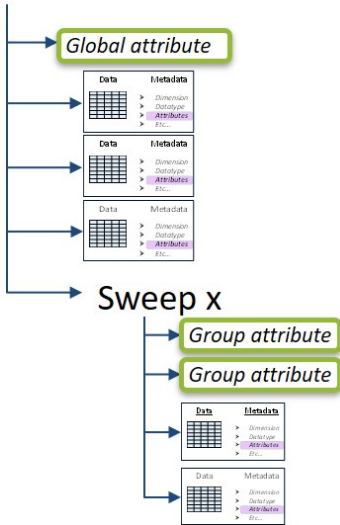 Global attribute
Data Metadata
Dimension
Datatype
Attributes
Etc...
Data Metadata
Dimension
Datatype
Attributes
Etc...
Data Metadata
Dimension
Datatype
Attributes
Etc...
Sweep x
Group attribute
Group attribute
Data Metadata
Dimension
Datatype
Attributes
Etc...
Data Metadata
Dimension
Datatype
Attributes
Etc...